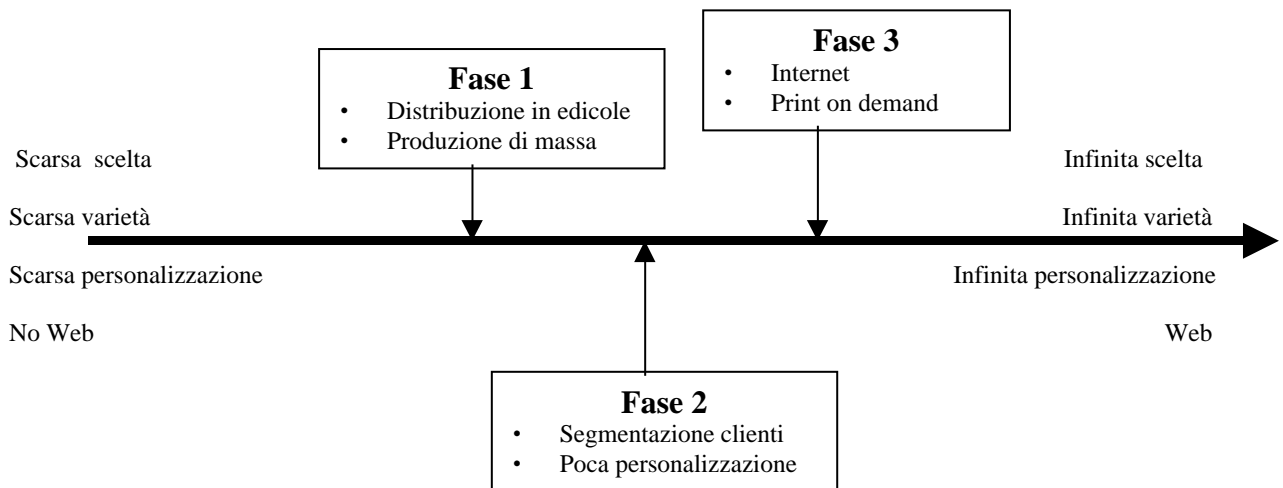 Fase 3
• Internet
• Print on demand
Fase 1
• Distribuzione in edicole
• Produzione di massa
Scarsa scelta
Infinita scelta
Scarsa varietà
Infinita varietà
Scarsa personalizzazione
Infinita personalizzazione
No Web
Web
Fase 2
• Segmentazione clienti
• Poca personalizzazione